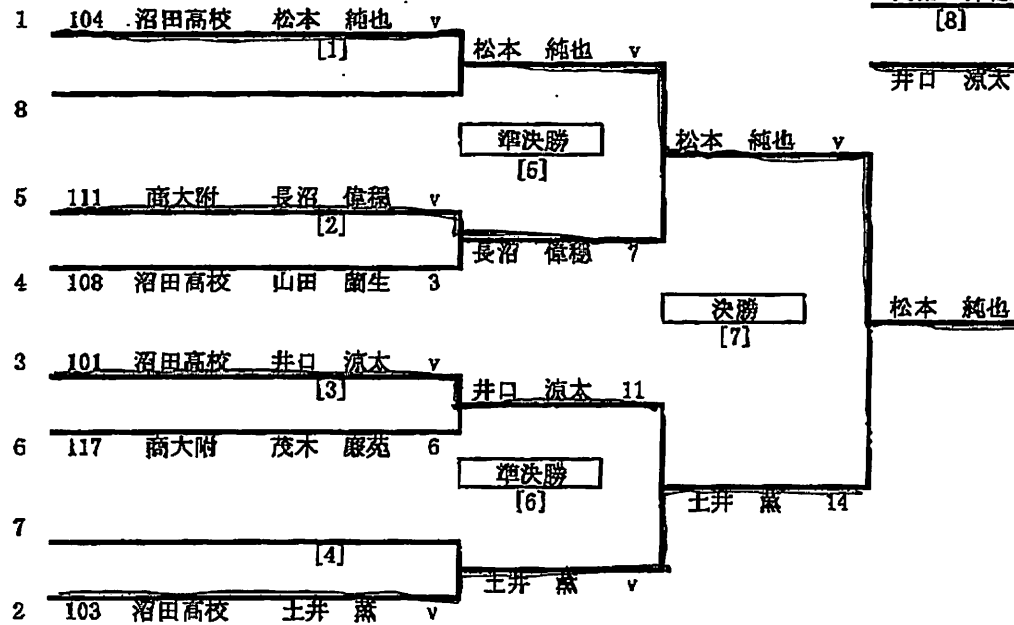 1 104 沼田高校 松本 純也 v
[1]
8
松本 純也 v
準決勝
[5]
5 111 商大附 長沼 偉穏 v
[2]
4 108 沼田高校 山田 蘭生 3
長沼 偉穏 7
松本 純也 v
決勝
[7]
3 101 沼田高校 井口 涼太 v
[3]
6 117 商大附 茂木 慶苑 6
井口 涼太 11
準決勝
[6]
7
[4]
2 103 沼田高校 土井 薫 v
土井 薫 v
土井 薫 14
松本 純也
[8]
井口 涼太